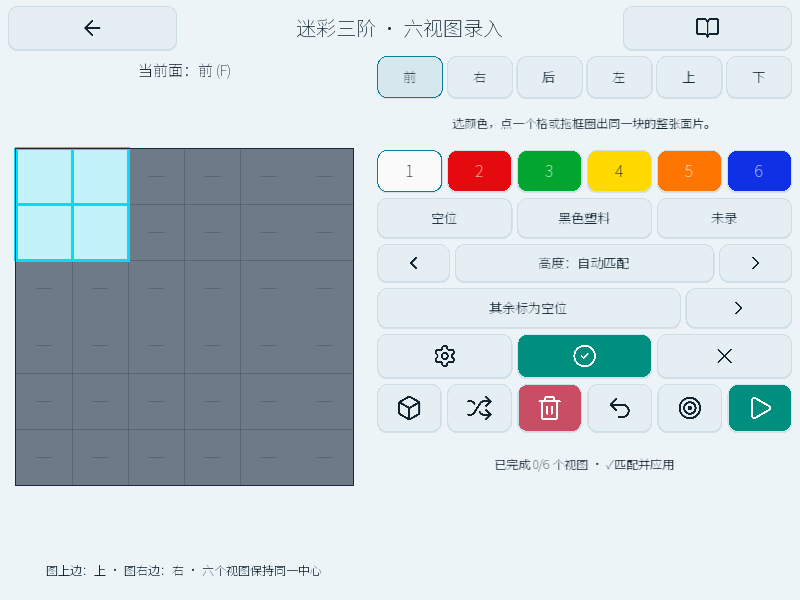 迷彩三阶 · 六视图录入
当前面：前 (F)
前 右 后 左 上 下
选颜色，点一个格或拖框圈出同一块的整张面片。
1 2 3 4 5 6
空位 黑色塑料 未录
高度：自动匹配
其余标为空位
已完成 0/6 个视图 · ✓匹配并应用
图上边：上 · 图右边：右 · 六个视图保持同一中心